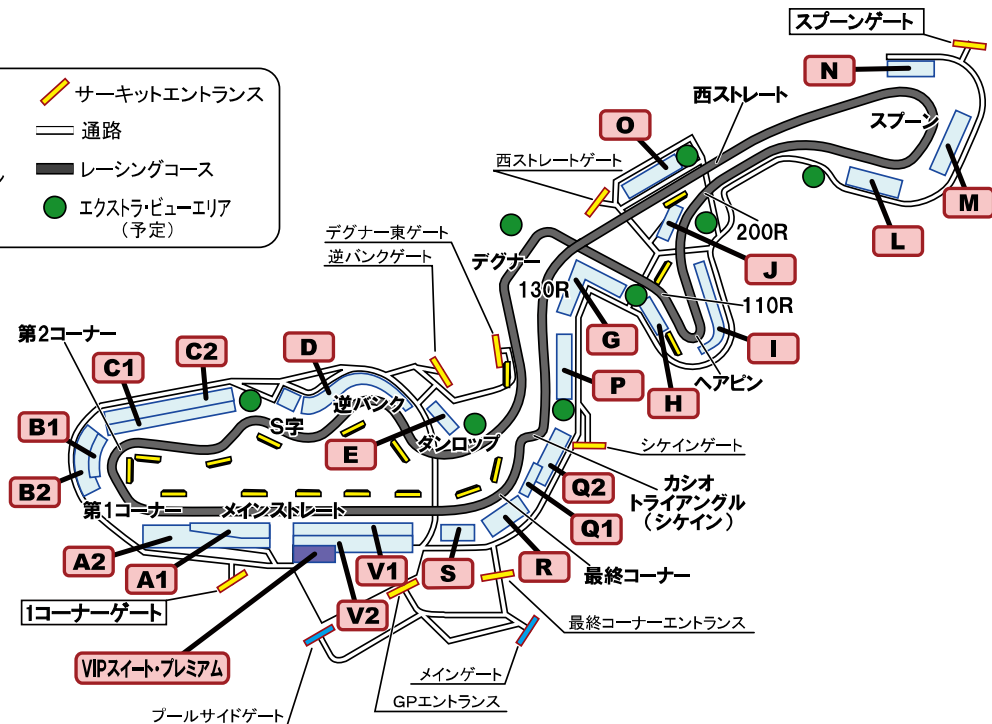 スプーンゲート
サーキットエントランス
通路
レーシングコース
エクストラ・ビューエリア
(予定)
N
西ストレート
スプーン
O
西ストレートゲート
M
L
200R
J
デグナー東ゲート
逆バンクゲート
デグナー
130R
110R
G
I
第2コーナー
C1
C2
D
ヘアピン
P
H
逆バンク
S字
B1
E
ダンロップ
シケインゲート
B2
Q2
カシオ
トライアングル
(シケイン)
第1コーナー
メインストレート
Q1
A2
A1
V1
S
R
最終コーナー
1コーナーゲート
V2
最終コーナーエントランス
VIPスイート・プレミアム
メインゲート
GPエントランス
プールサイドゲート